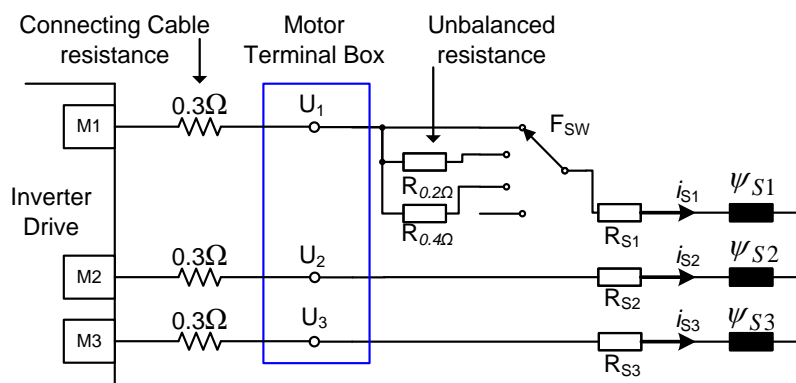 Connecting Cable
resistance
Motor
Terminal Box
Unbalanced
resistance
0.3Ω
U1
FSW
M1
R0.2Ω
R0.4Ω
Inverter
Drive
RS1
iS1
ψS1
0.3Ω
U2
M2
RS2
iS2
ψS2
0.3Ω
U3
M3
RS3
iS3
ψS3